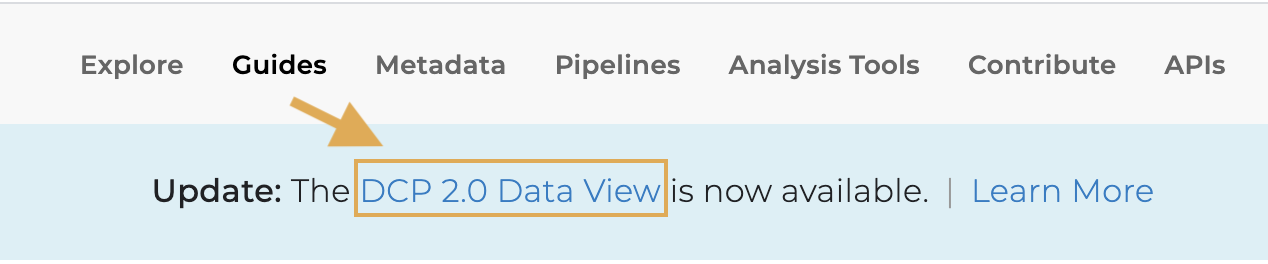 Explore Guides Metadata Pipelines Analysis Tools Contribute APIs
Update: The DCP 2.0 Data View is now available. | Learn More